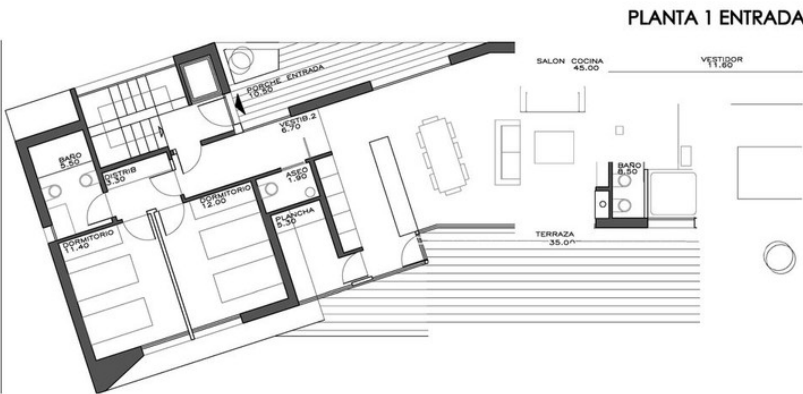 PLANTA 1 ENTRADA
SALON COCINA
45.00
VESTIDOR
11.60
PORCHE ENTRADA
10.50
VESTIB.2
6.70
BAÑO
5.50
DISTRIB
3.30
ASEO
1.90
BAÑO
8.50
DORMITORIO
12.00
PLANCHA
5.30
DORMITORIO
11.40
TERRAZA
35.00